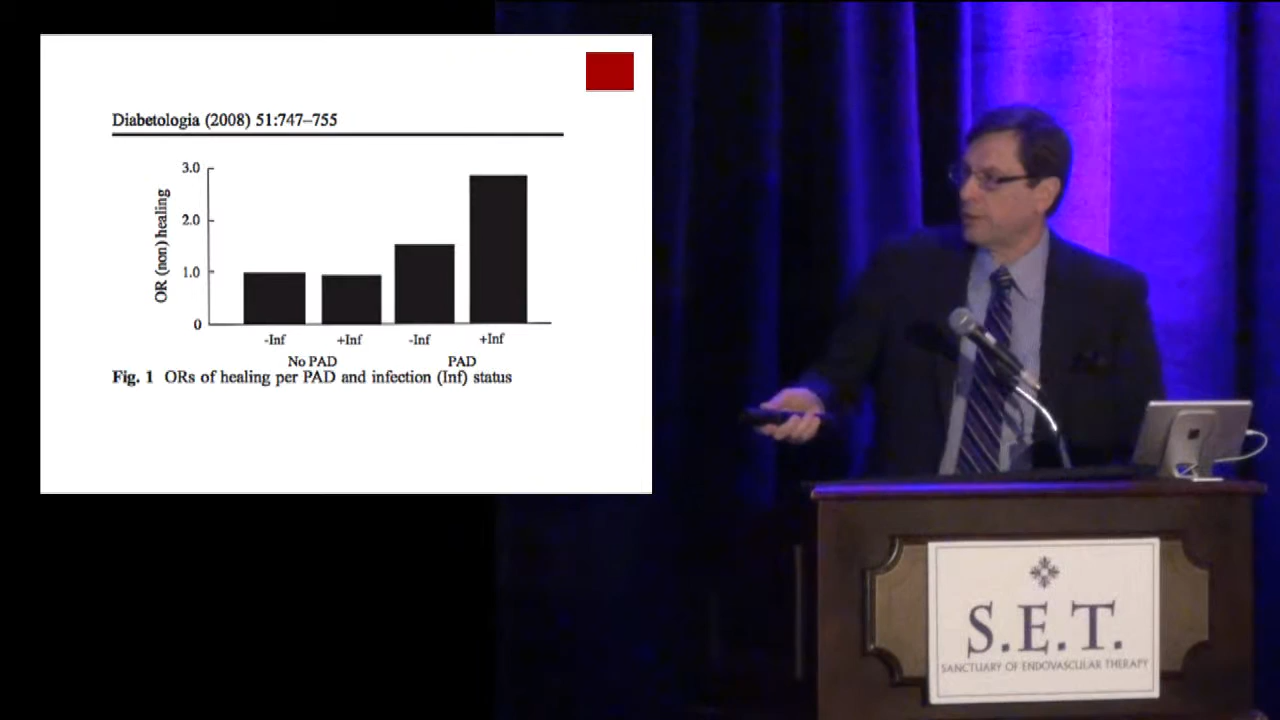 Diabetologia (2008) 51:747–755
OR (non) healing
3.0
2.0
1.0
0
-Inf +Inf -Inf +Inf
No PAD PAD
Fig. 1 ORs of healing per PAD and infection (Inf) status
S.E.T.
SANCTUARY OF ENDOVASCULAR THERAPY